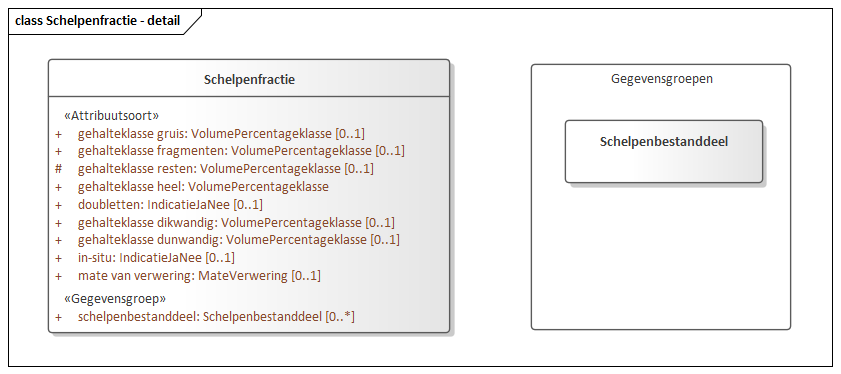 class Schelpenfractie - detail
Schelpenfractie
«Attribuutsoort»
+ gehalteklasse gruis: VolumePercentageklasse [0..1]
+ gehalteklasse fragmenten: VolumePercentageklasse [0..1]
# gehalteklasse resten: VolumePercentageklasse [0..1]
+ gehalteklasse heel: VolumePercentageklasse
+ doubletten: IndicatieJaNee [0..1]
+ gehalteklasse dikwandig: VolumePercentageklasse [0..1]
+ gehalteklasse dunwandig: VolumePercentageklasse [0..1]
+ in-situ: IndicatieJaNee [0..1]
+ mate van verwering: MateVerwering [0..1]
«Gegevensgroep»
+ schelpenbestanddeel: Schelpenbestanddeel [0..*]
Gegevensgroepen
Schelpenbestanddeel